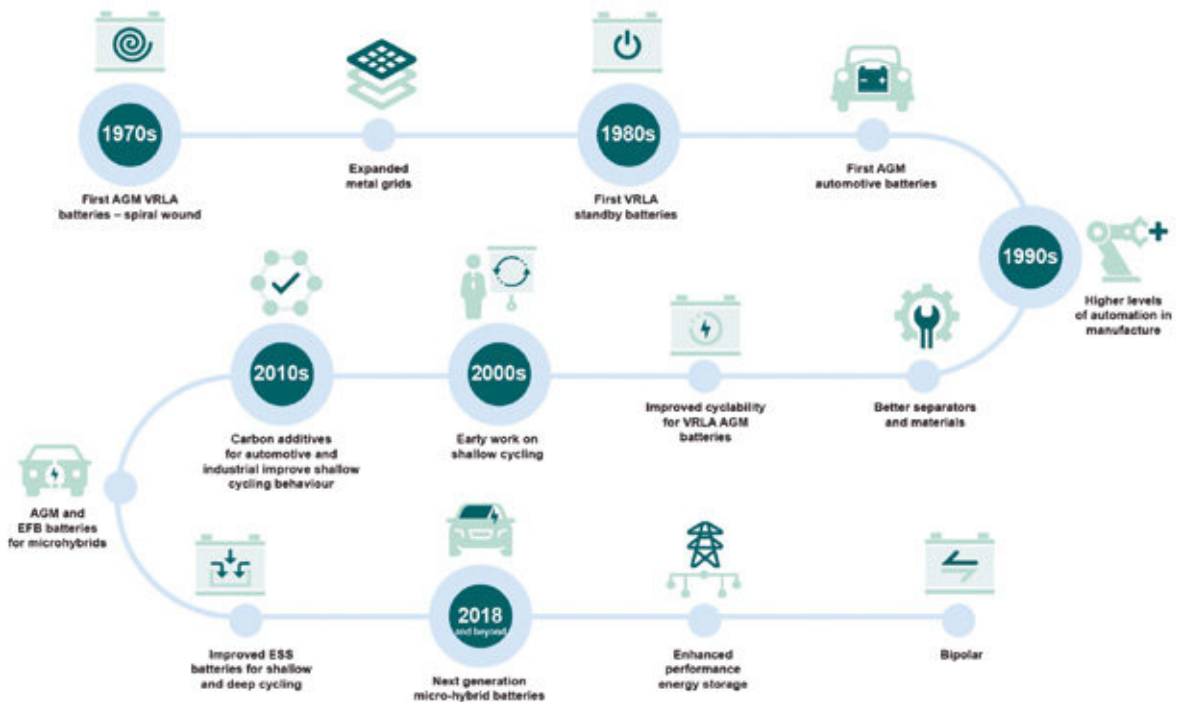 1970s
First AGM VRLA
batteries – spiral wound
Expanded
metal grids
1980s
First VRLA
standby batteries
First AGM
automotive batteries
1990s
Higher levels
of automation in
manufacture
Better separators
and materials
Improved cyclability
for VRLA AGM
batteries
2000s
Early work on
shallow cycling
2010s
Carbon additives
for automotive and
industrial improve shallow
cycling behaviour
AGM and
EFB batteries
for microhybrids
Improved ESS
batteries for shallow
and deep cycling
2018
and beyond
Next generation
micro-hybrid batteries
Enhanced
performance
energy storage
Bipolar